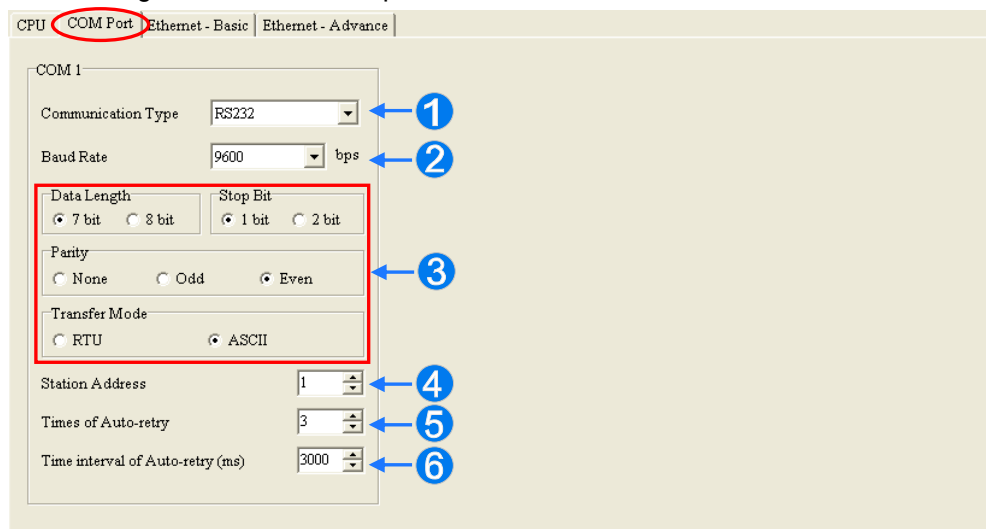 CPU COM Port Ethernet - Basic Ethernet - Advance
COM 1
Communication Type RS232 1
Baud Rate 9600 bps 2
Data Length Stop Bit
7 bit 8 bit 1 bit 2 bit
Parity
None Odd Even 3
Transfer Mode
RTU ASCII
Station Address 1 4
Times of Auto-retry 3 5
Time interval of Auto-retry (ms) 3000 6